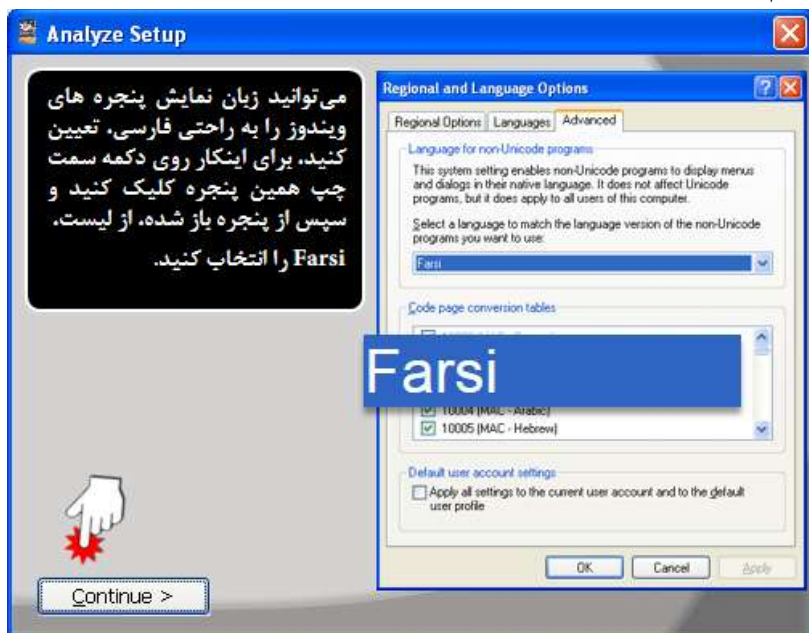 Analyze Setup
می‌توانید زبان نمایش پنجره های
ویندوز را به راحتی فارسی، تعیین
کنید، برای اینکار روی دکمه سمت
چپ همین پنجره کلیک کنید و
سپس از پنجره باز شده، از لیست،
Farsi را انتخاب کنید.
Continue >
Regional and Language Options
Regional Options Languages Advanced
Language for non-Unicode programs
This system setting enables non-Unicode programs to display menus
and dialogs in their native language. It does not affect Unicode
programs, but it does apply to all users of this computer.
Select a language to match the language version of the non-Unicode
programs you want to use:
Farsi
Code page conversion tables
Farsi
10004 (MAC - Arabic)
10005 (MAC - Hebrew)
Default user account settings
Apply all settings to the current user account and to the default
user profile
OK Cancel Apply